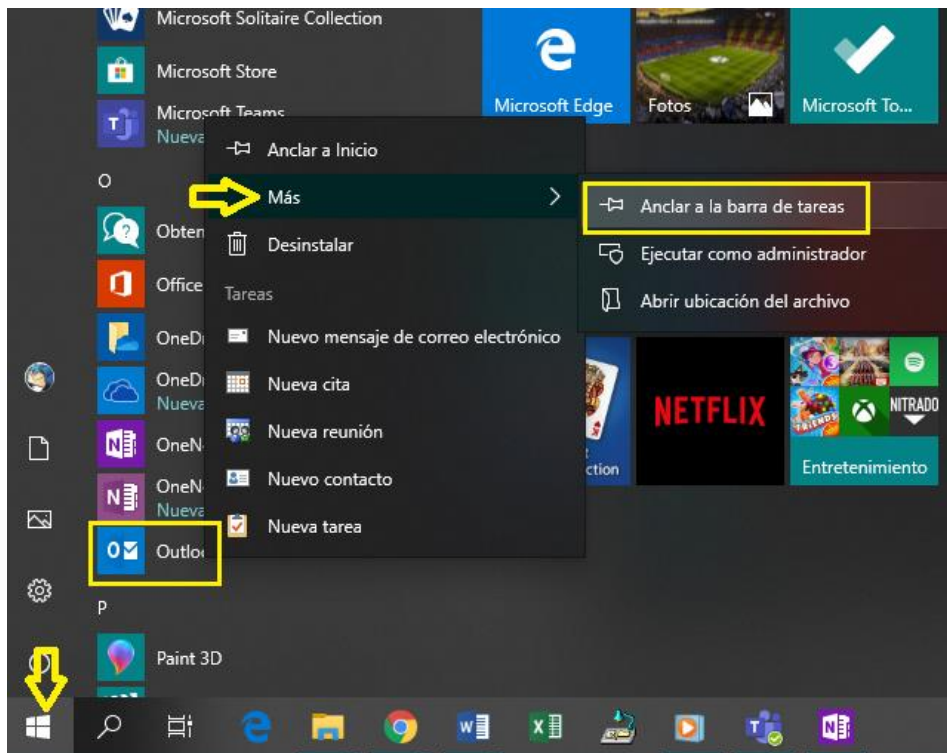 Microsoft Solitaire Collection
Microsoft Store
Microsoft Teams
Nueva
O
Obten
Office
OneD
OneD
Nueva
OneN
OneN
Nueva
Outloo
P
Paint 3D
Anclar a Inicio
Más
Desinstalar
Tareas
Nuevo mensaje de correo electrónico
Nueva cita
Nueva reunión
Nuevo contacto
Nueva tarea
Anclar a la barra de tareas
Ejecutar como administrador
Abrir ubicación del archivo
Microsoft Edge
Fotos
Microsoft To...
ction
NETFLIX
NITRADO
Entretenimiento